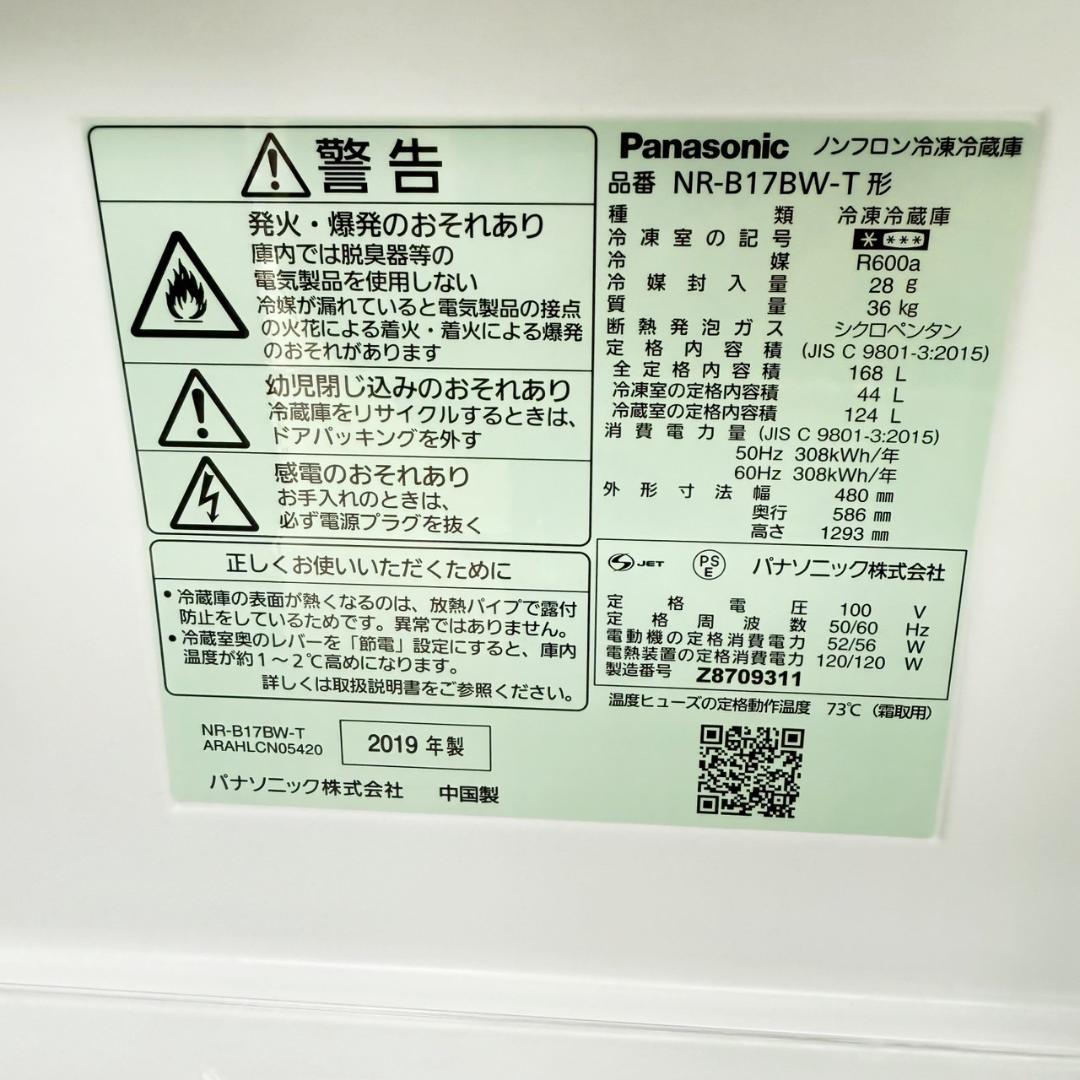 警告
発火・爆発のおそれあり
庫内では脱臭器等の
電気製品を使用しない
冷媒が漏れていると電気製品の接点
の火花による着火・着火による爆発
のおそれがあります
幼児閉じ込みのおそれあり
冷蔵庫をリサイクルするときは、
ドアパッキングを外す
感電のおそれあり
お手入れのときは、
必ず電源プラグを抜く
正しくお使いいただくために
•冷蔵庫の表面が熱くなるのは、放熱パイプで露付
防止をしているためです。異常ではありません。
•冷蔵室奥のレバーを「節電」設定にすると、庫内
温度が約1〜2℃高めになります。
詳しくは取扱説明書をご参照ください。
NR-B17BW-T
ARAHLCN05420
2019 年製
パナソニック株式会社 中国製
Panasonic ノンフロン冷凍冷蔵庫
品番 NR-B17BW-T 形
種類 冷凍冷蔵庫
冷凍室の記号 * ***
冷媒 R600a
冷媒封入量 28 g
質量 36 kg
断熱発泡ガス シクロペンタン
定格内容積 (JIS C 9801-3:2015)
全定格内容積 168 L
冷凍室の定格内容積 44 L
冷蔵室の定格内容積 124 L
消費電力量 (JIS C 9801-3:2015)
50Hz 308kWh/年
60Hz 308kWh/年
外形寸法 幅 480 mm
奥行 586 mm
高さ 1293 mm
S JET PSE パナソニック株式会社
定格電圧 100 V
定格周波数 50/60 Hz
電動機の定格消費電力 52/56 W
電熱装置の定格消費電力 120/120 W
製造番号 Z8709311
温度ヒューズの定格動作温度 73℃（霜取用）